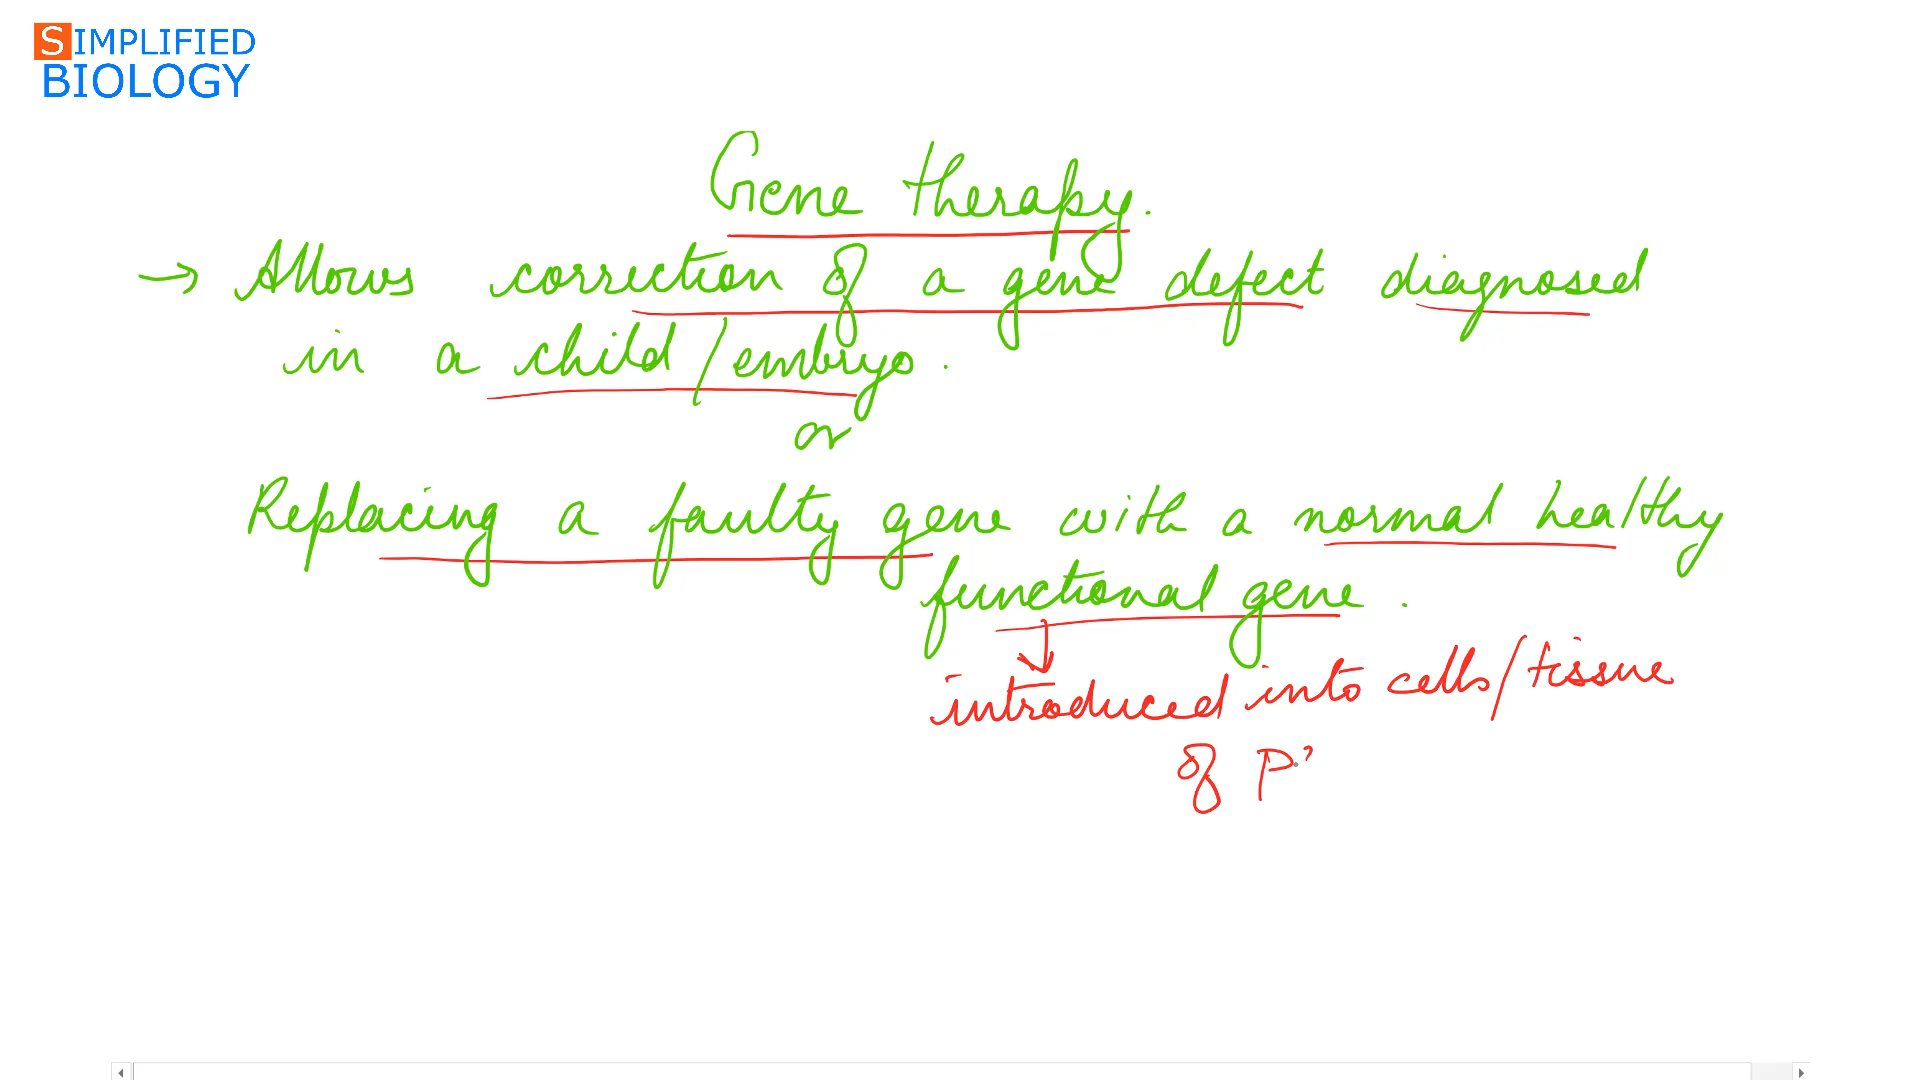 SIMPLIFIED
BIOLOGY
Gene therapy.
→ Allows correction of a gene defect diagnosed
in a child/embryo.
or
Replacing a faulty gene with a normal healthy
functional gene.
↓
introduced into cells/tissue
of P